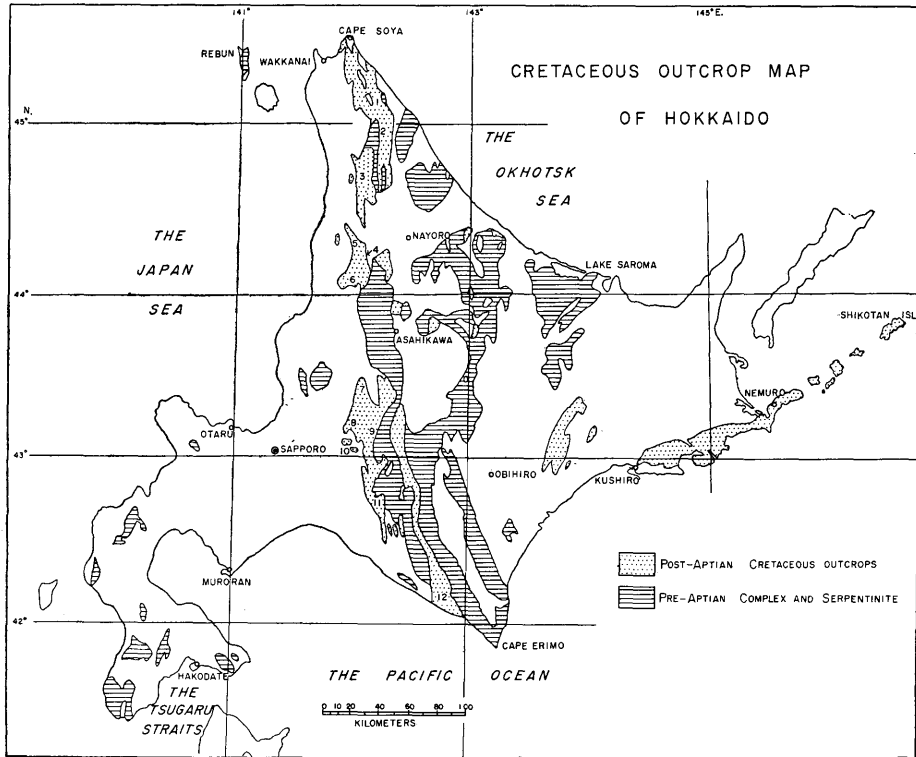 141°
143°
145°E.
CAPE SOYA
REBUN
WAKKANAI
CRETACEOUS OUTCROP MAP
OF HOKKAIDO
N.
45°
1
2
THE
OKHOTSK
SEA
3
THE
JAPAN
SEA
NAYORO
5
4
6
LAKE SAROMA
44°
SHIKOTAN ISL
ASAHIKAWA
NEMURO
7
8
9
OTARU
10
SAPPORO
43°
OBIHIRO
KUSHIRO
11
POST-APTIAN CRETACEOUS OUTCROPS
MURORAN
PRE-APTIAN COMPLEX AND SERPENTINITE
12
42°
CAPE ERIMO
HAKODATE
THE PACIFIC OCEAN
THE
TSUGARU
STRAITS
0 10 20 40 60 80 100
KILOMETERS